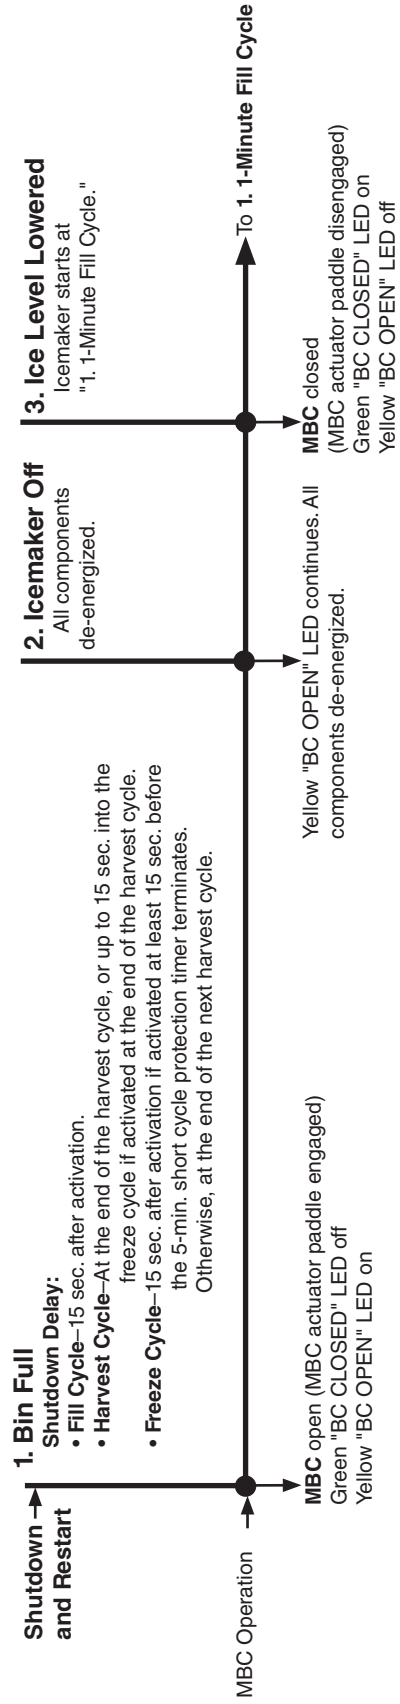 Shutdown
and Restart
1. Bin Full
Shutdown Delay:
• Fill Cycle–15 sec. after activation.
• Harvest Cycle–At the end of the harvest cycle, or up to 15 sec. into the
freeze cycle if activated at the end of the harvest cycle.
• Freeze Cycle–15 sec. after activation if activated at least 15 sec. before
the 5-min. short cycle protection timer terminates.
Otherwise, at the end of the next harvest cycle.
2. Icemaker Off
All components
de-energized.
3. Ice Level Lowered
Icemaker starts at
"1. 1-Minute Fill Cycle."
MBC Operation
To 1. 1-Minute Fill Cycle
MBC open (MBC actuator paddle engaged)
Green "BC CLOSED" LED off
Yellow "BC OPEN" LED on
Yellow "BC OPEN" LED continues. All
components de-energized.
MBC closed
(MBC actuator paddle disengaged)
Green "BC CLOSED" LED on
Yellow "BC OPEN" LED off